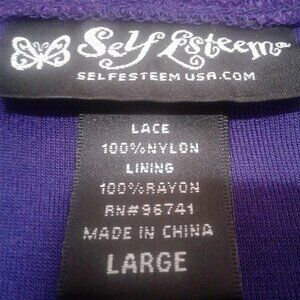 Self Esteem
SELFESTEEMUSA.COM
LACE
100%NYLON
LINING
100%RAYON
RN#96741
MADE IN CHINA
LARGE